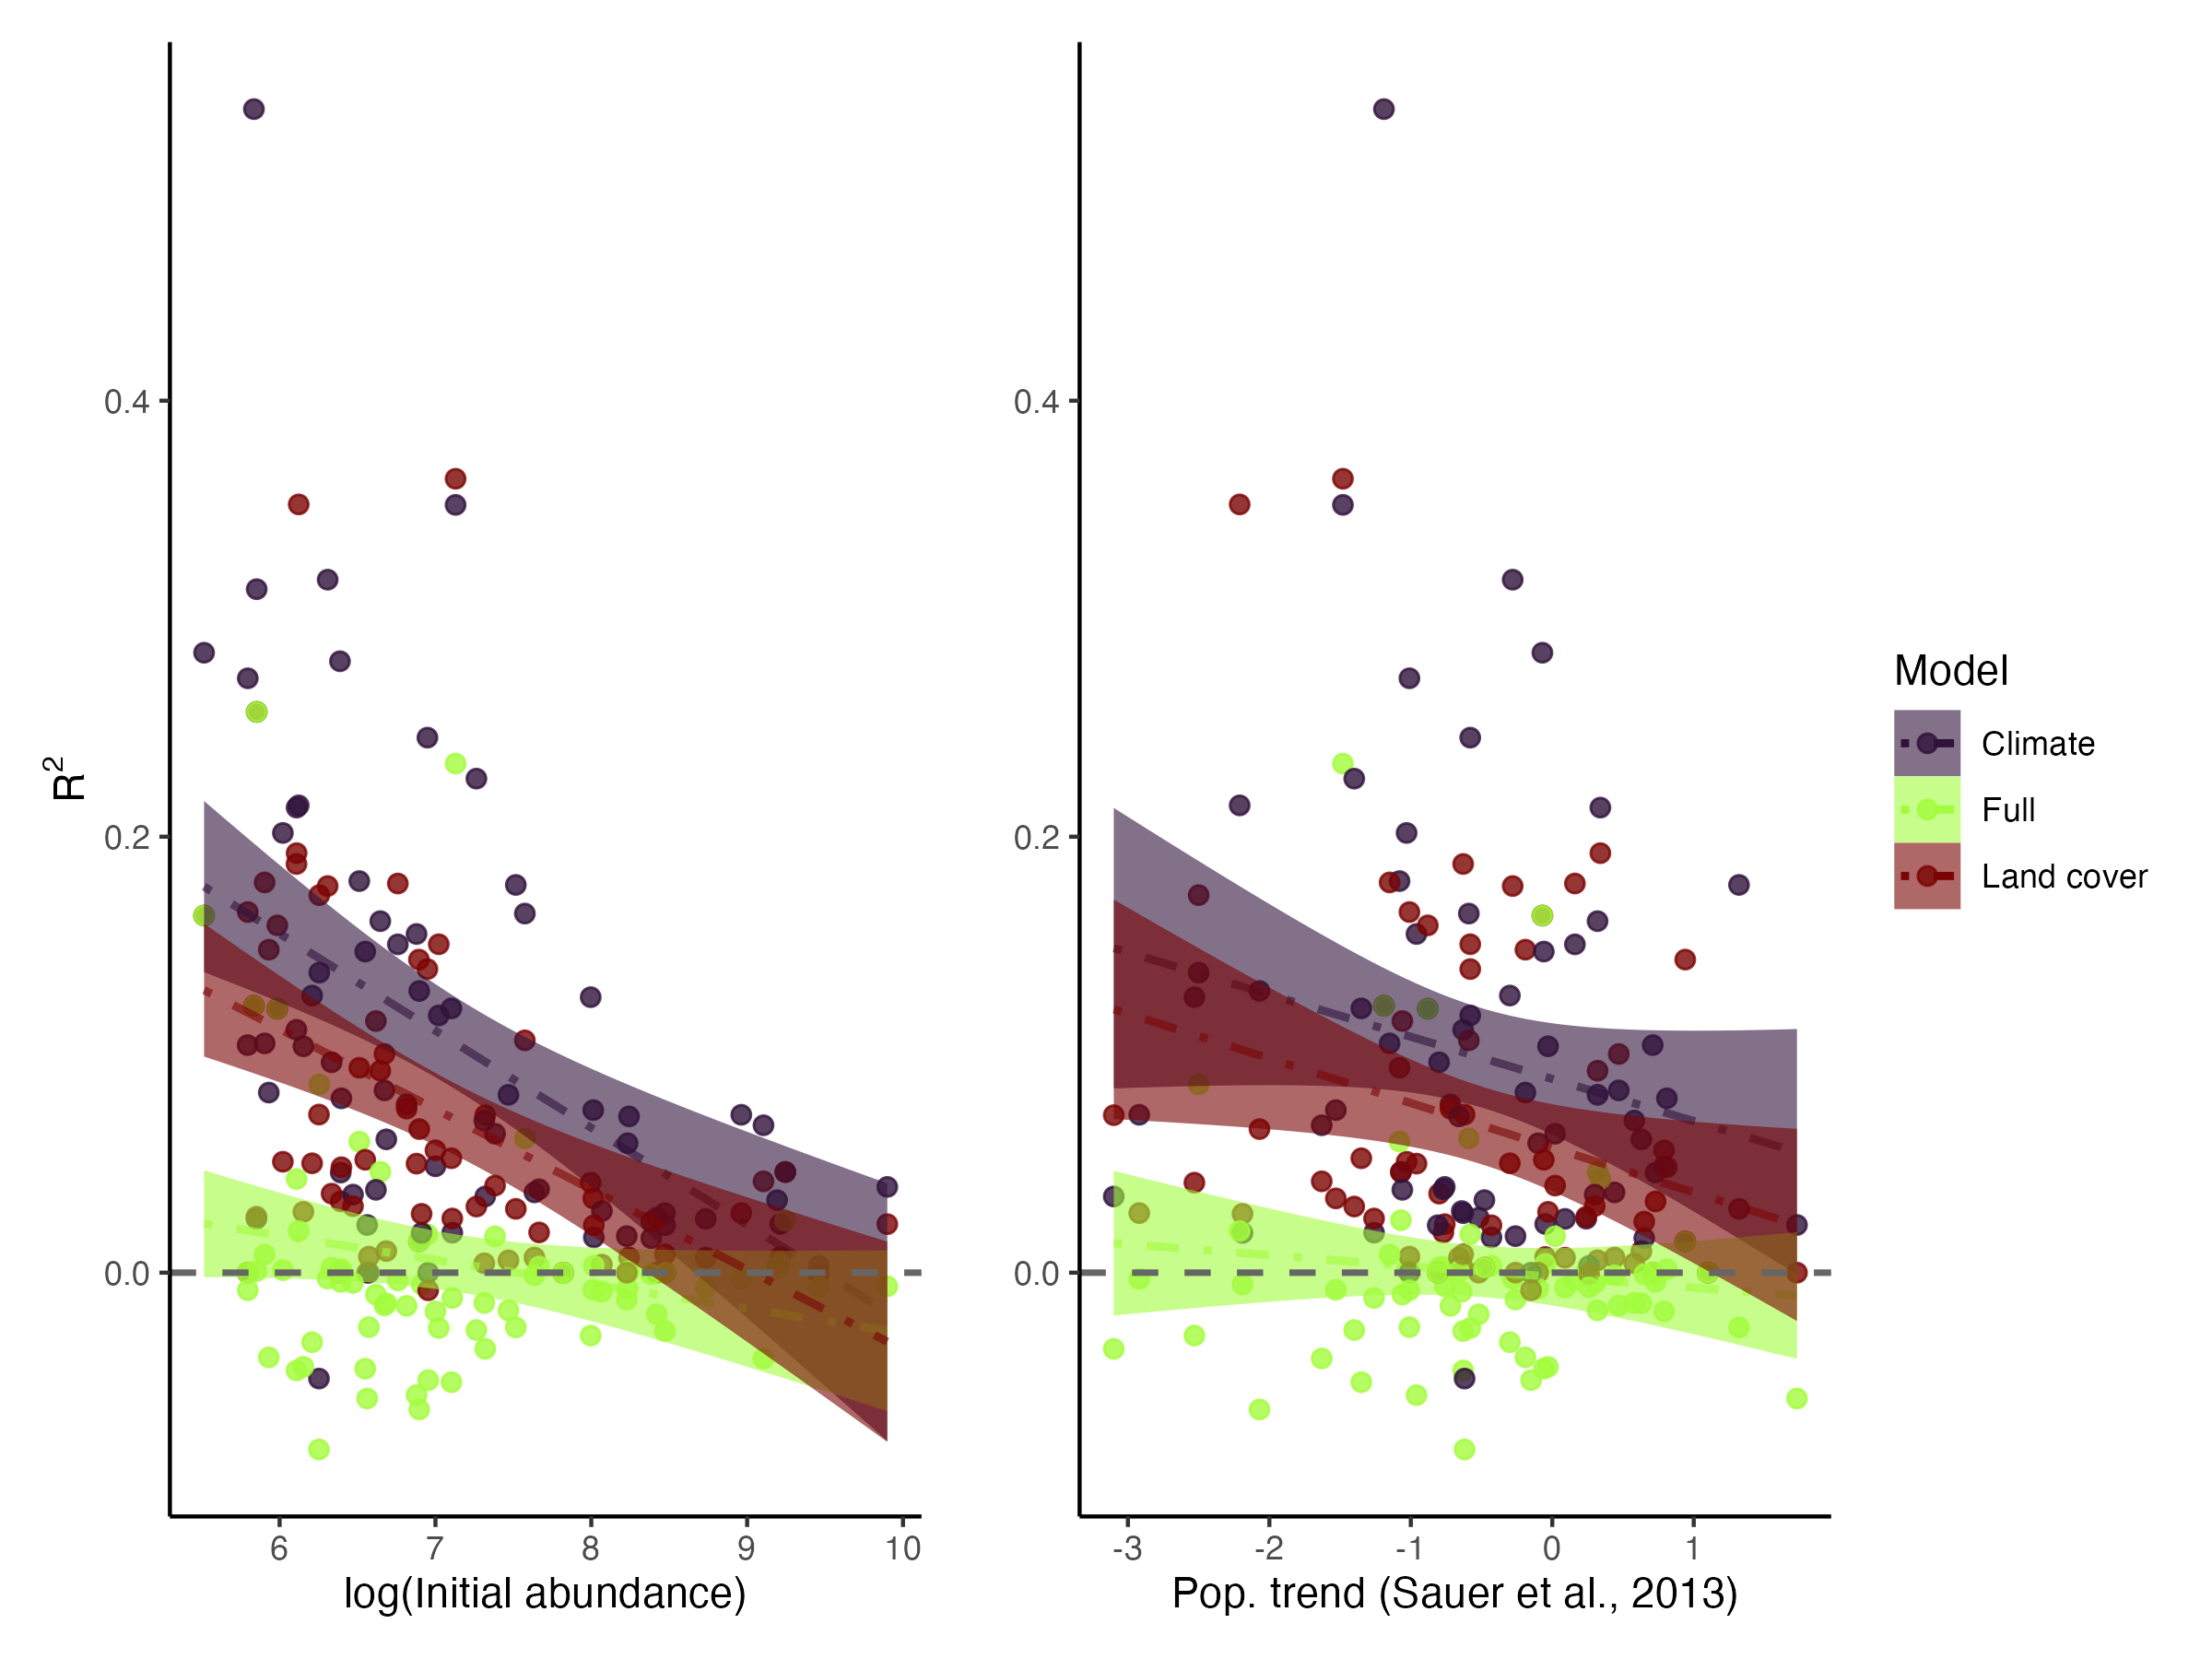 R²
0.4
0.2
0.0
6 7 8 9 10
log(Initial abundance)
0.4
0.2
0.0
-3 -2 -1 0 1
Pop. trend (Sauer et al., 2013)
Model
Climate
Full
Land cover